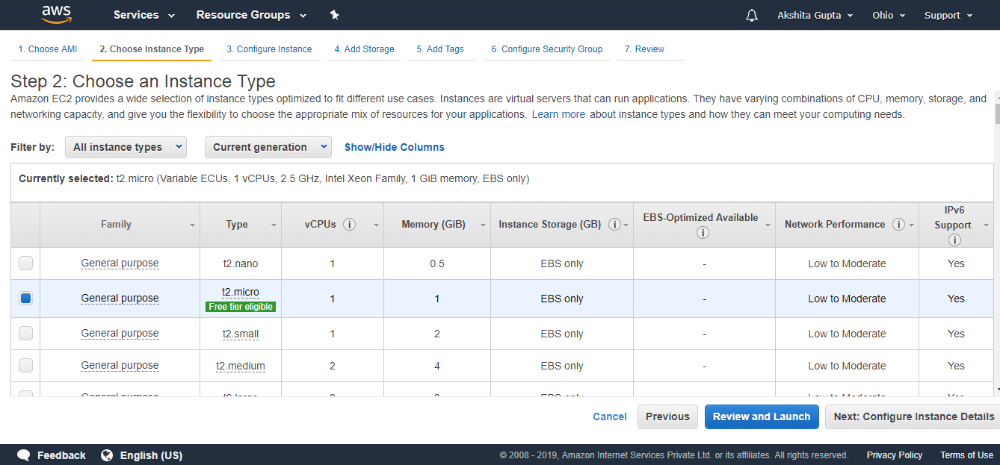 aws Services Resource Groups Akshita Gupta Ohio Support
1. Choose AMI 2. Choose Instance Type 3. Configure Instance 4. Add Storage 5. Add Tags 6. Configure Security Group 7. Review
Step 2: Choose an Instance Type
Amazon EC2 provides a wide selection of instance types optimized to fit different use cases. Instances are virtual servers that can run applications. They have varying combinations of CPU, memory, storage, and
networking capacity, and give you the flexibility to choose the appropriate mix of resources for your applications. Learn more about instance types and how they can meet your computing needs.
Filter by: All instance types Current generation Show/Hide Columns
Currently selected: t2.micro (Variable ECUs, 1 vCPUs, 2.5 GHz, Intel Xeon Family, 1 GiB memory, EBS only)
Family Type vCPUs Memory (GiB) Instance Storage (GB) EBS-Optimized Available Network Performance IPv6
Support
General purpose t2.nano 1 0.5 EBS only - Low to Moderate Yes
General purpose t2.micro 1 1 EBS only - Low to Moderate Yes
Free tier eligible
General purpose t2.small 1 2 EBS only - Low to Moderate Yes
General purpose t2.medium 2 4 EBS only - Low to Moderate Yes
Cancel Previous Review and Launch Next: Configure Instance Details
Feedback English (US) © 2008 - 2019, Amazon Internet Services Private Ltd. or its affiliates. All rights reserved. Privacy Policy Terms of Use